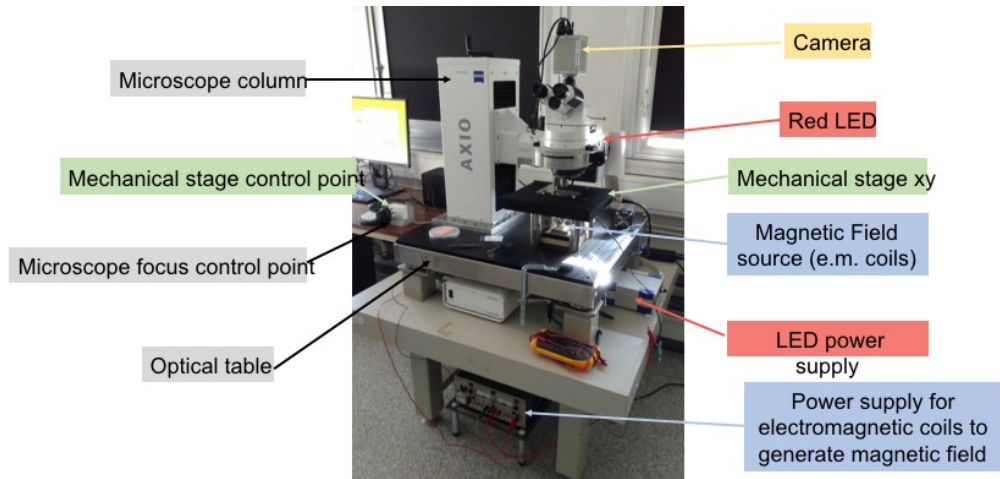 Camera
Microscope column
Red LED
AXIO
Mechanical stage control point
Mechanical stage xy
Magnetic Field
source (e.m. coils)
Microscope focus control point
LED power
supply
Optical table
Power supply for
electromagnetic coils to
generate magnetic field